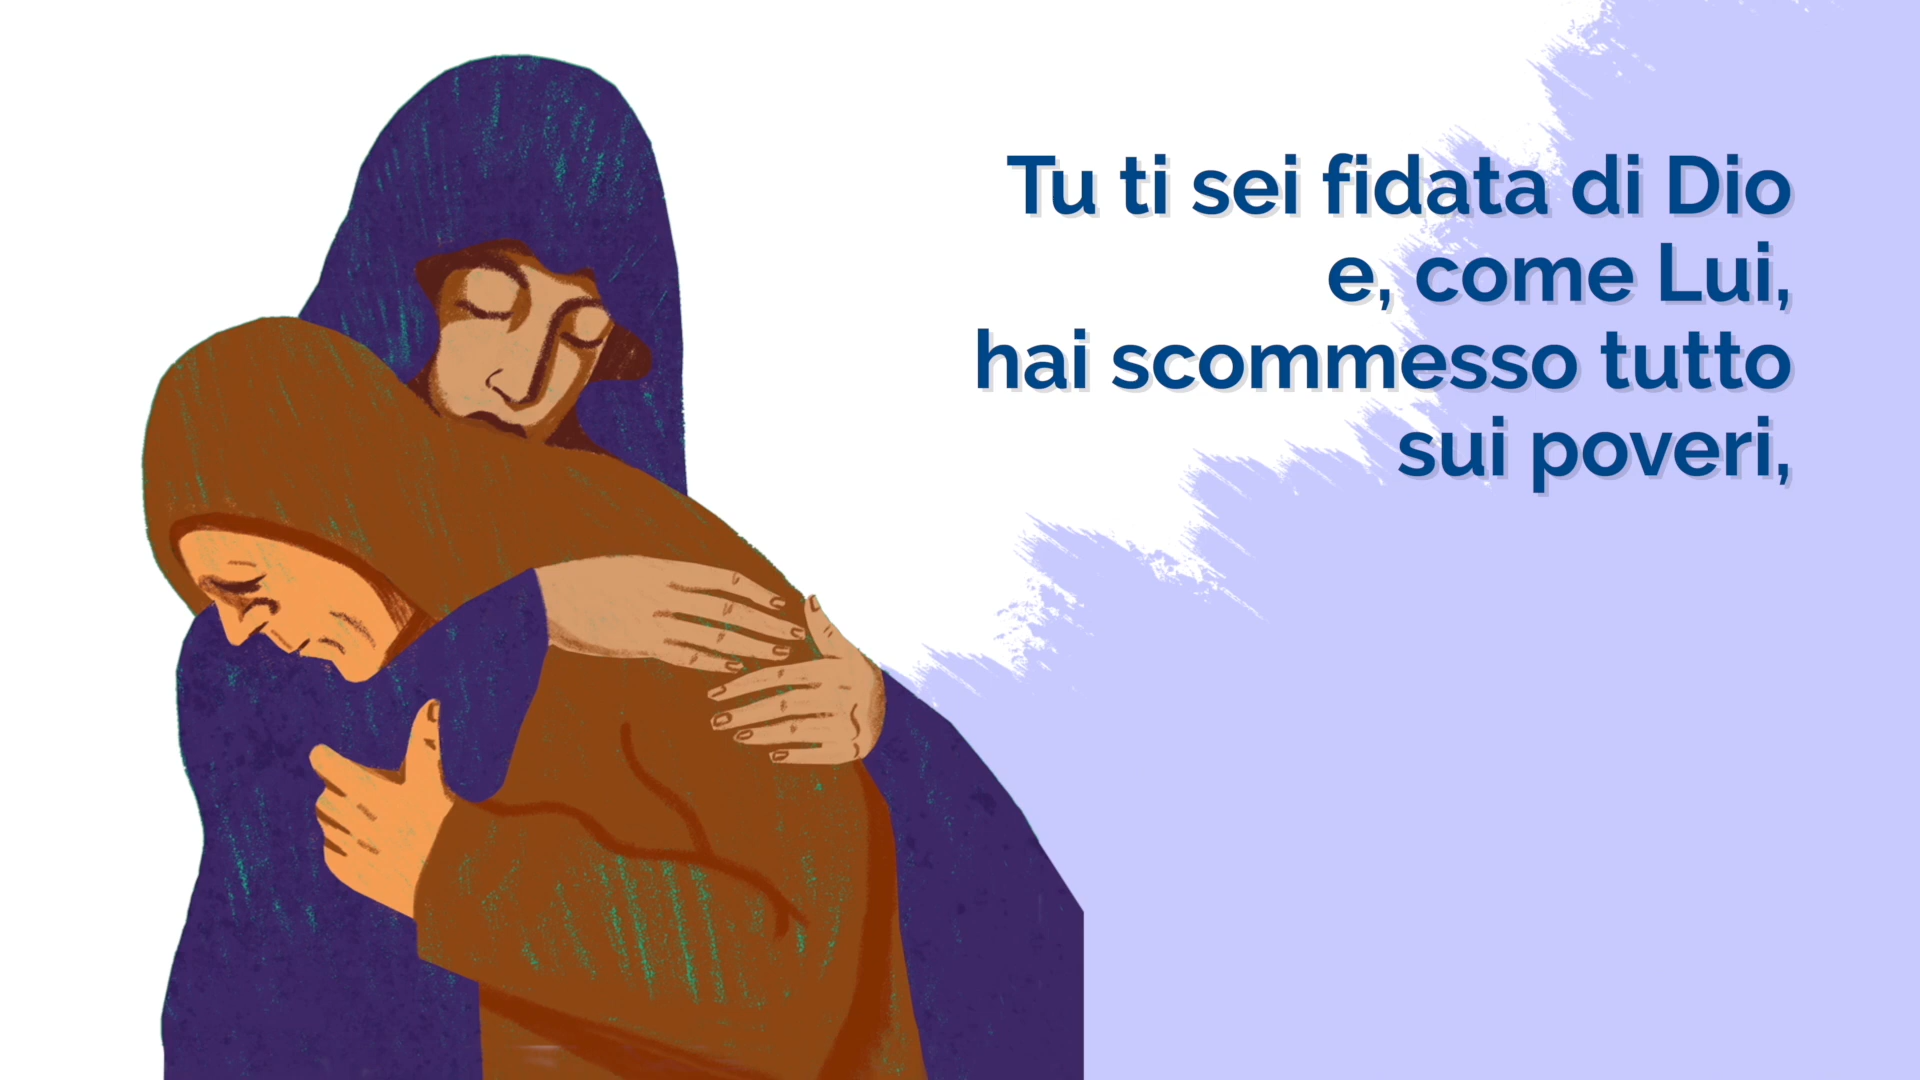 Tu ti sei fidata di Dio
e, come Lui,
hai scommesso tutto
sui poveri,